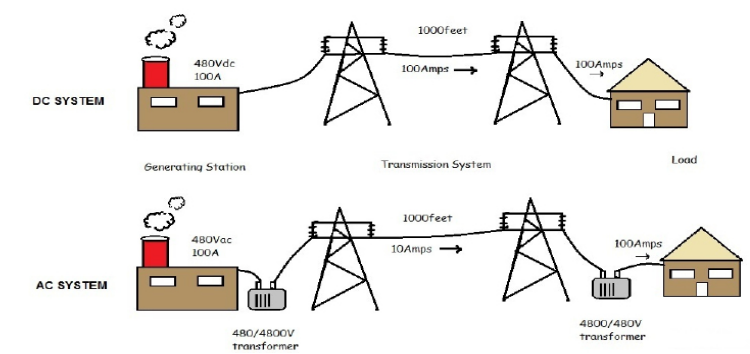 1000feet
480Vdc
100A
100Amps
100Amps
DC SYSTEM
Generating Station
Transmission System
Load
1000feet
480Vac
100A
10Amps
100Amps
AC SYSTEM
480/4800V
transformer
4800/480V
transformer